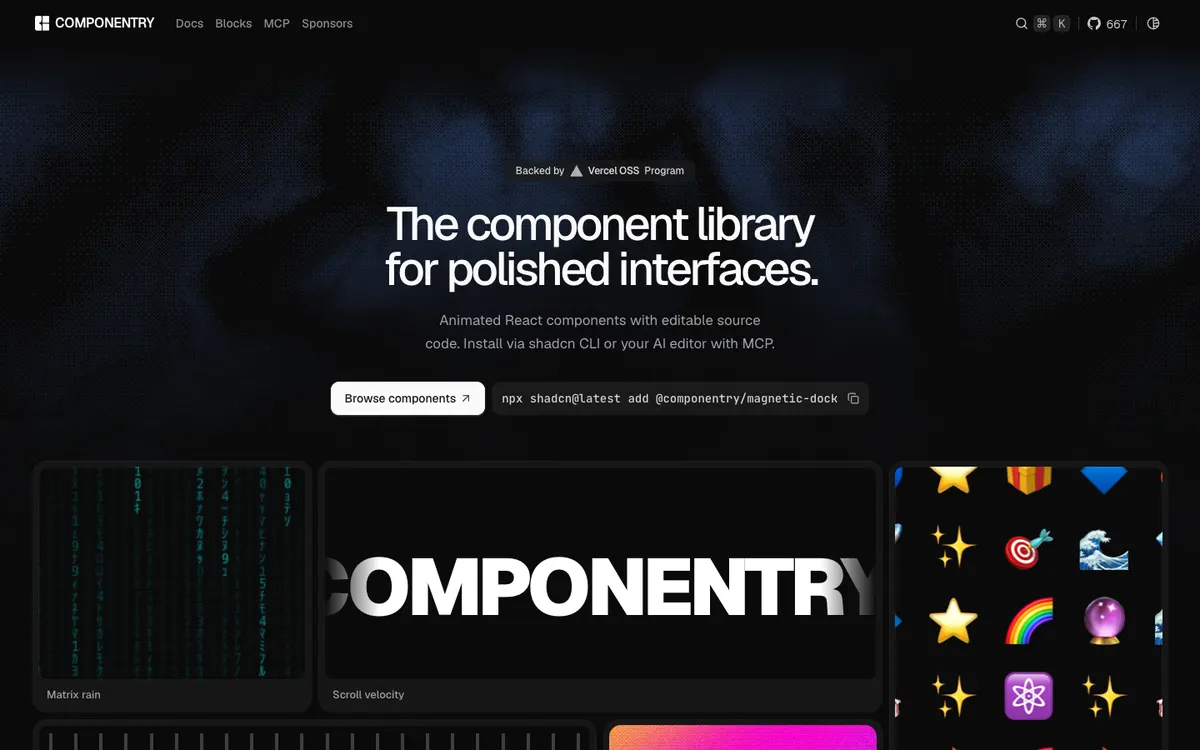 COMPONENTRY Docs Blocks MCP Sponsors ⌘ K 667
Backed by Vercel OSS Program
The component library
for polished interfaces.
Animated React components with editable source
code. Install via shadcn CLI or your AI editor with MCP.
Browse components npx shadcn@latest add @componentry/magnetic-dock
COMPONENTRY
Matrix rain
Scroll velocity